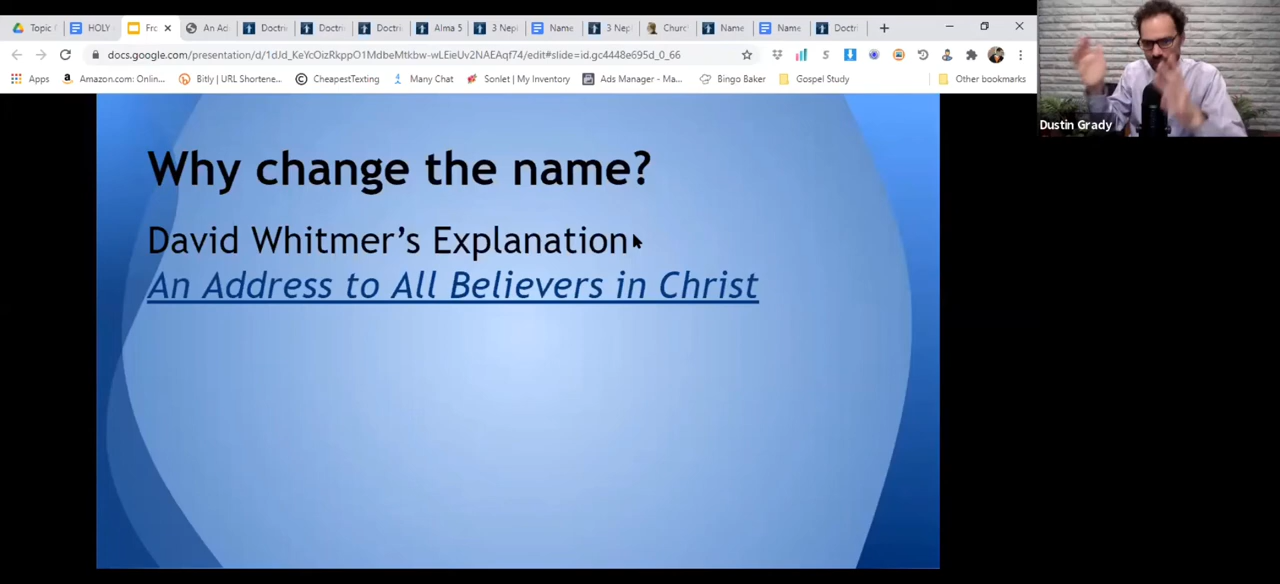 Topic
HOLY
Fro
An Ad
Doctri
Doctri
Doctri
Alma 5
3 Nep
Name
3 Nep
Churc
Name
Name
Doctri
docs.google.com/presentation/d/1dJd_KeYcOizRkppO1MdbeMtkbw-wLEieUv2NAEAqf74/edit#slide=id.gc4448e695d_0_66
Apps
Amazon.com: Onlin...
Bitly | URL Shortene...
CheapestTexting
Many Chat
Sonlet | My Inventory
Ads Manager - Ma...
Bingo Baker
Gospel Study
Other bookmarks
Dustin Grady
Why change the name?
David Whitmer’s Explanation
An Address to All Believers in Christ